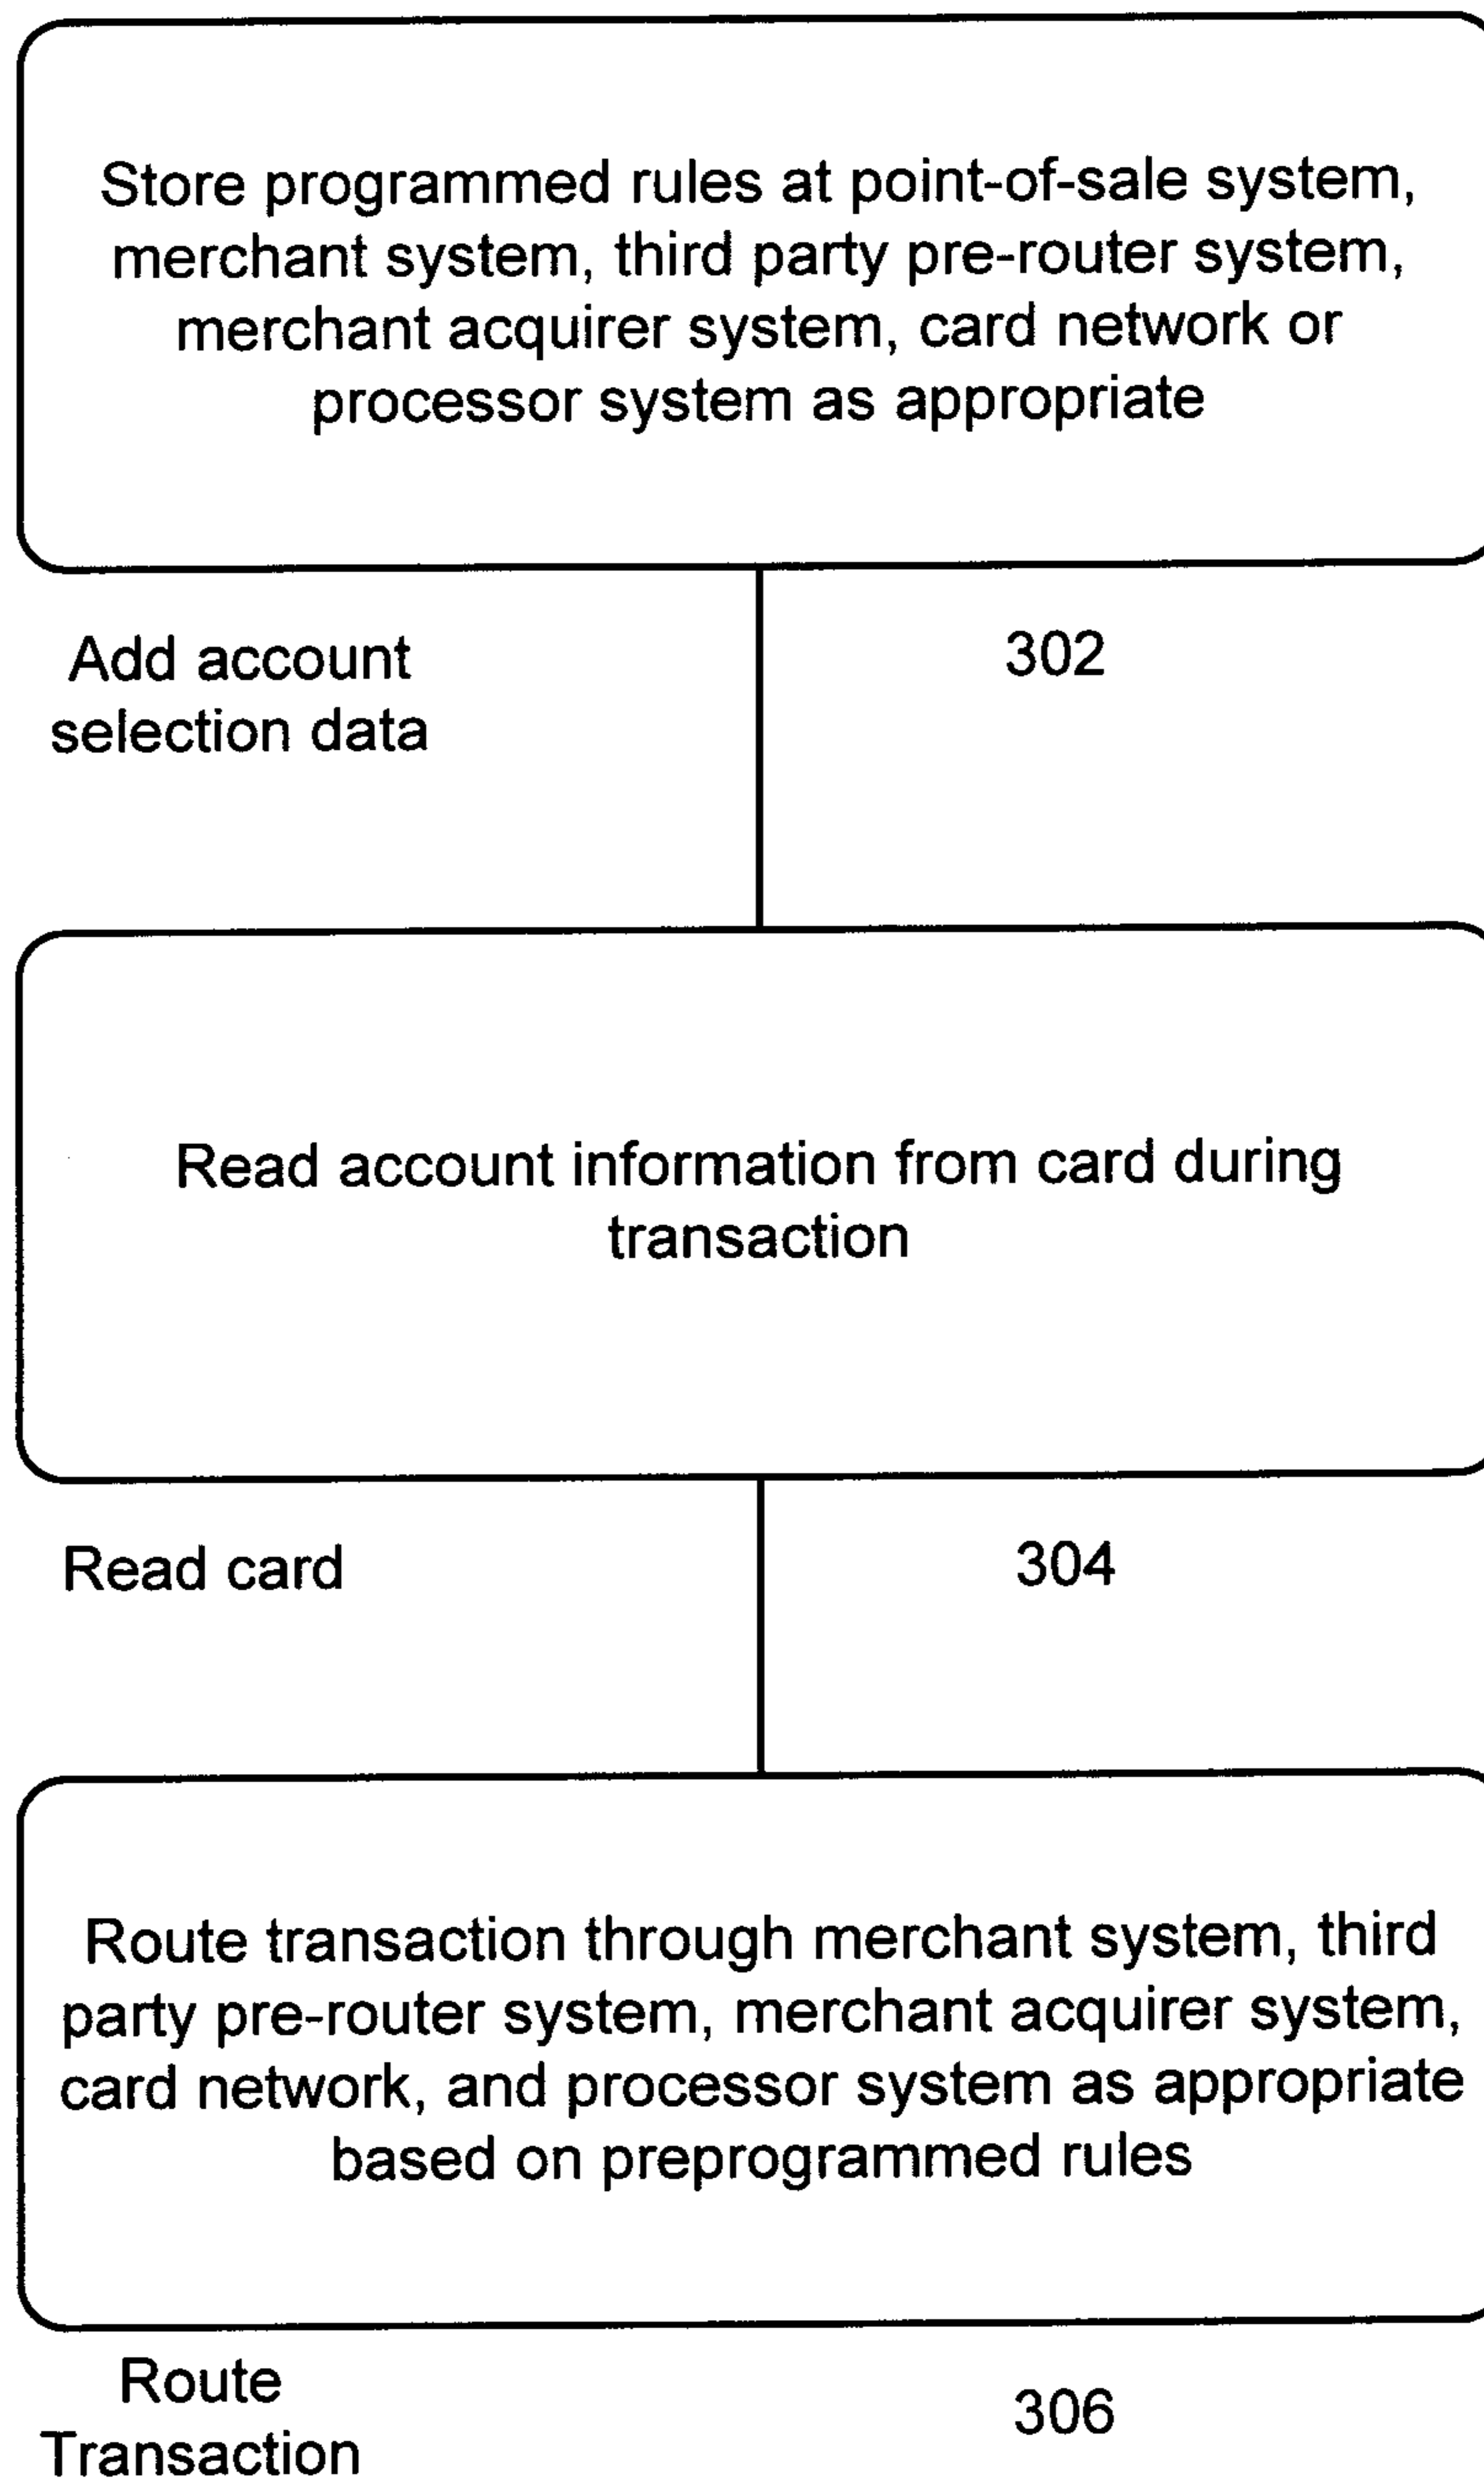 Store programmed rules at point-of-sale system,
merchant system, third party pre-router system,
merchant acquirer system, card network or
processor system as appropriate
Add account
selection data
302
Read account information from card during
transaction
Read card
304
Route transaction through merchant system, third
party pre-router system, merchant acquirer system,
card network, and processor system as appropriate
based on preprogrammed rules
Route
Transaction
306